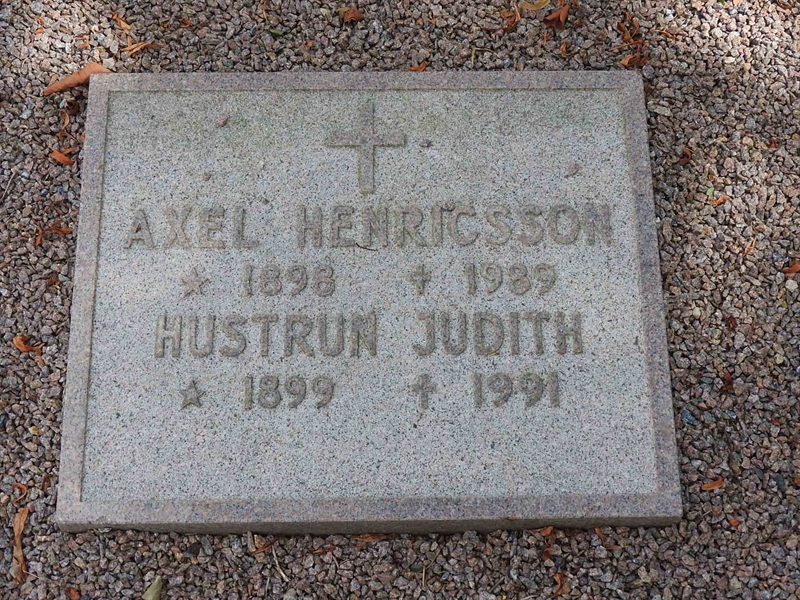 AXEL HENRICSSON
★ 1898 ✝ 1989
HUSTRUN JUDITH
★ 1899 ✝ 1991